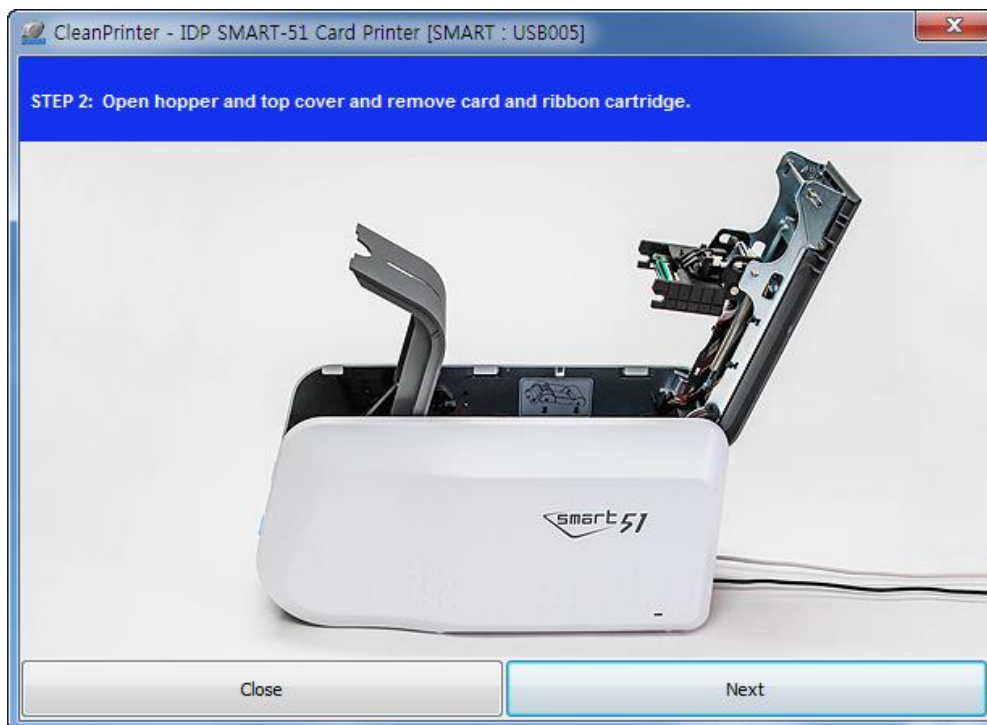 CleanPrinter - IDP SMART-51 Card Printer [SMART : USB005]
STEP 2: Open hopper and top cover and remove card and ribbon cartridge.
smart 51
Close
Next